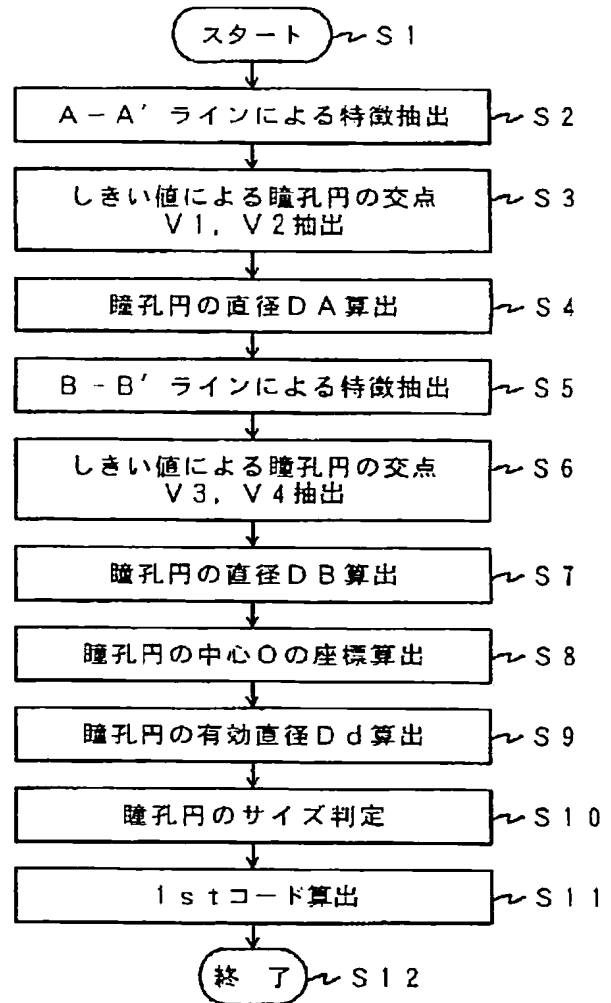 スタート S1
A-A′ラインによる特徴抽出 S2
しきい値による瞳孔円の交点 S3
V1, V2抽出
瞳孔円の直径DA算出 S4
B-B′ラインによる特徴抽出 S5
しきい値による瞳孔円の交点 S6
V3, V4抽出
瞳孔円の直径DB算出 S7
瞳孔円の中心Oの座標算出 S8
瞳孔円の有効直径Dd算出 S9
瞳孔円のサイズ判定 S10
1stコード算出 S11
終了 S12